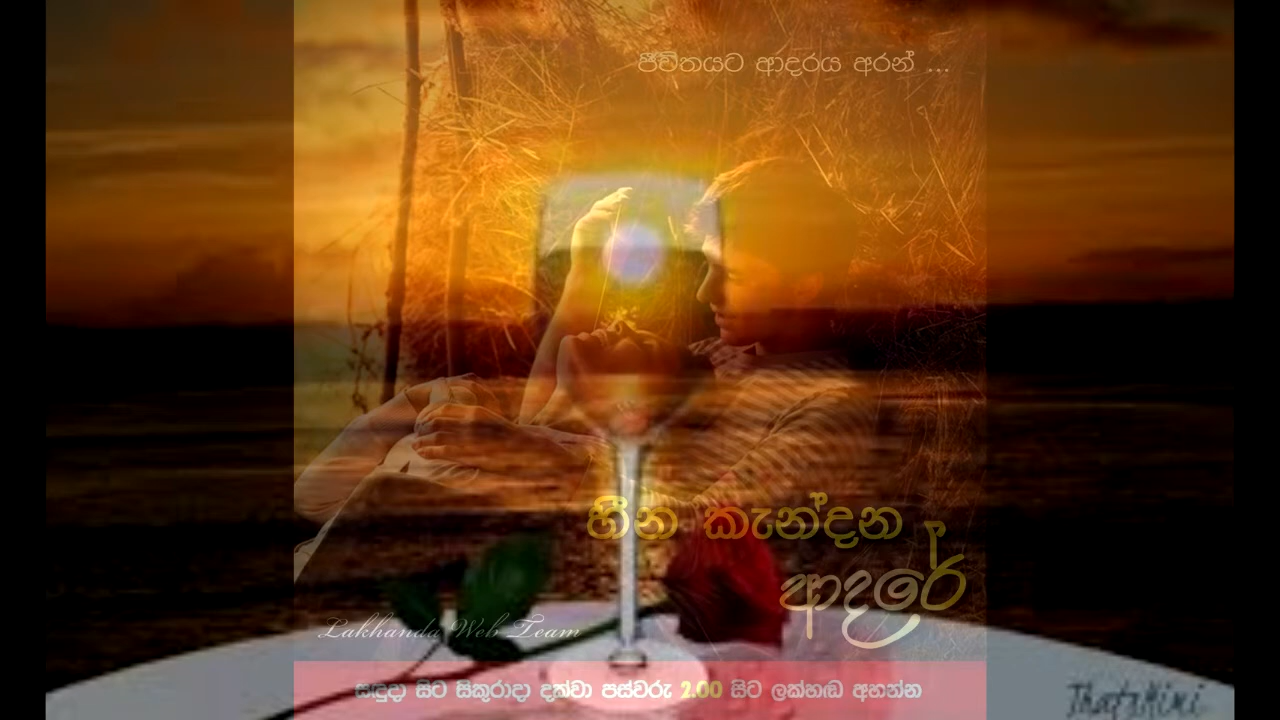 ජීවිතයට ආදරය අරන් ...
හීන කැන්දන
ආදරේ
Lakhanda Web Team
සඳුදා සිට සිකුරාදා දක්වා පස්වරු 2.00 සිට ලක්හඬ අහන්න